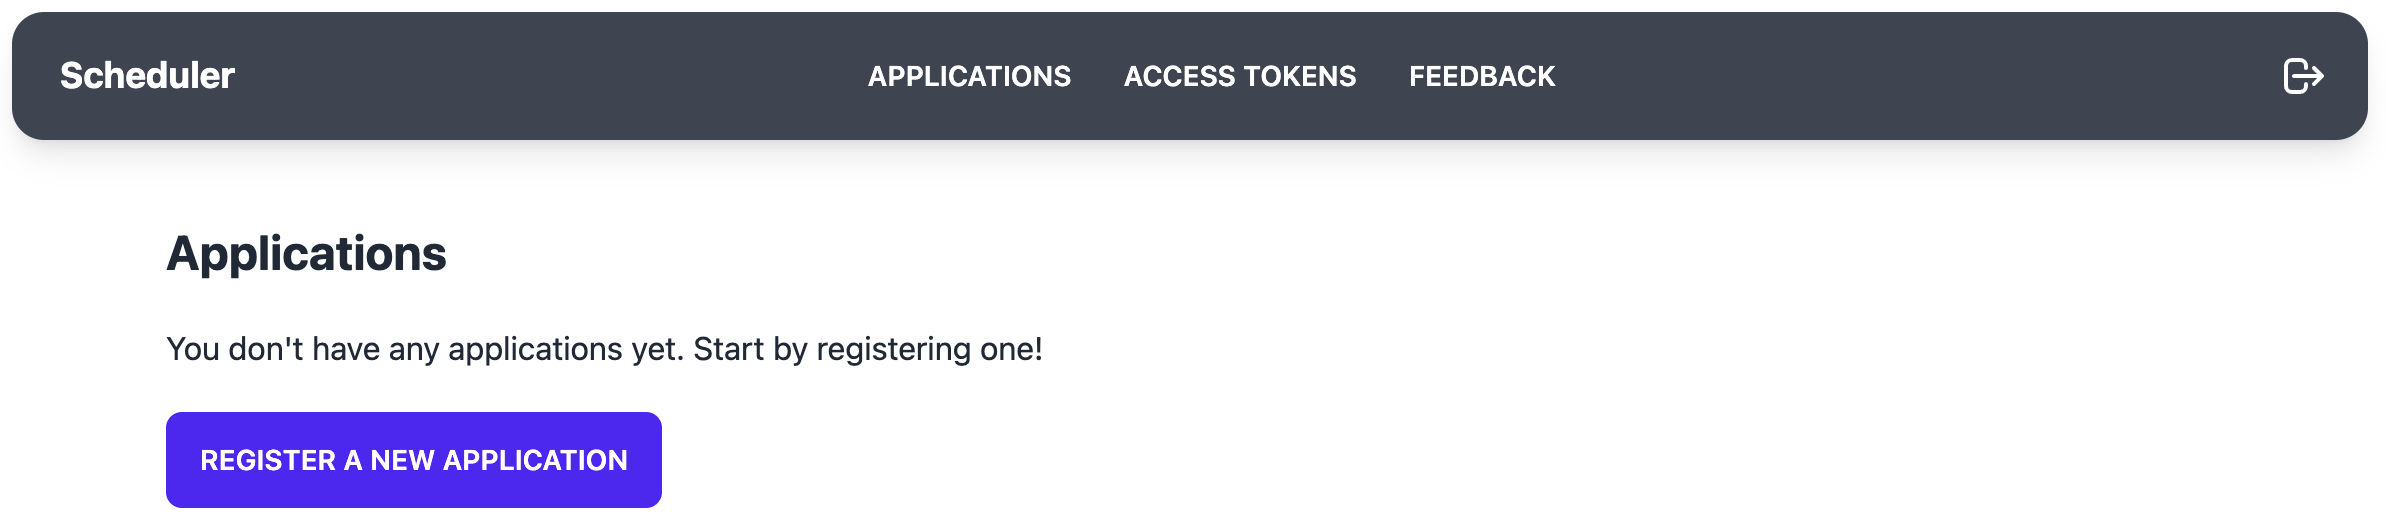 Scheduler APPLICATIONS ACCESS TOKENS FEEDBACK
Applications
You don't have any applications yet. Start by registering one!
REGISTER A NEW APPLICATION